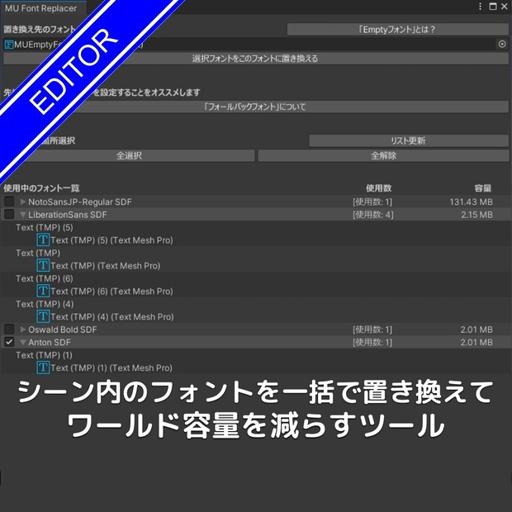 MU Font Replacer
置き換え先のフォント
「Emptyフォント」とは？
MUEmptyFo
選択フォントをこのフォントに置き換える
EDITOR
を設定することをオススメします
「フォールバックフォント」について
箇所選択
リスト更新
全選択
全解除
使用中のフォント一覧 使用数 容量
NotoSansJP-Regular SDF [使用数: 1] 131.43 MB
LiberationSans SDF [使用数: 4] 2.15 MB
Text (TMP) (5)
Text (TMP) (5) (Text Mesh Pro)
Text (TMP)
Text (TMP) (Text Mesh Pro)
Text (TMP) (6)
Text (TMP) (6) (Text Mesh Pro)
Text (TMP) (4)
Text (TMP) (4) (Text Mesh Pro)
Oswald Bold SDF [使用数: 1] 2.01 MB
Anton SDF [使用数: 1] 2.01 MB
Text (TMP) (1)
Text (TMP) (1) (Text Mesh Pro)
シーン内のフォントを一括で置き換えて
ワールド容量を減らすツール